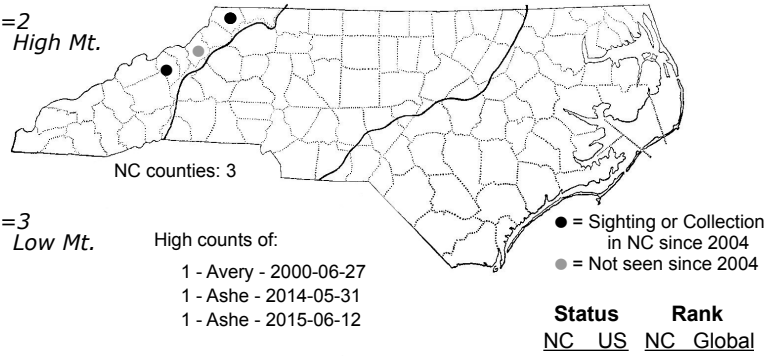 =2
High Mt.
NC counties: 3
=3
Low Mt.
High counts of:
1 - Avery - 2000-06-27
1 - Ashe - 2014-05-31
1 - Ashe - 2015-06-12
● = Sighting or Collection
in NC since 2004
● = Not seen since 2004
Status Rank
NC US NC Global